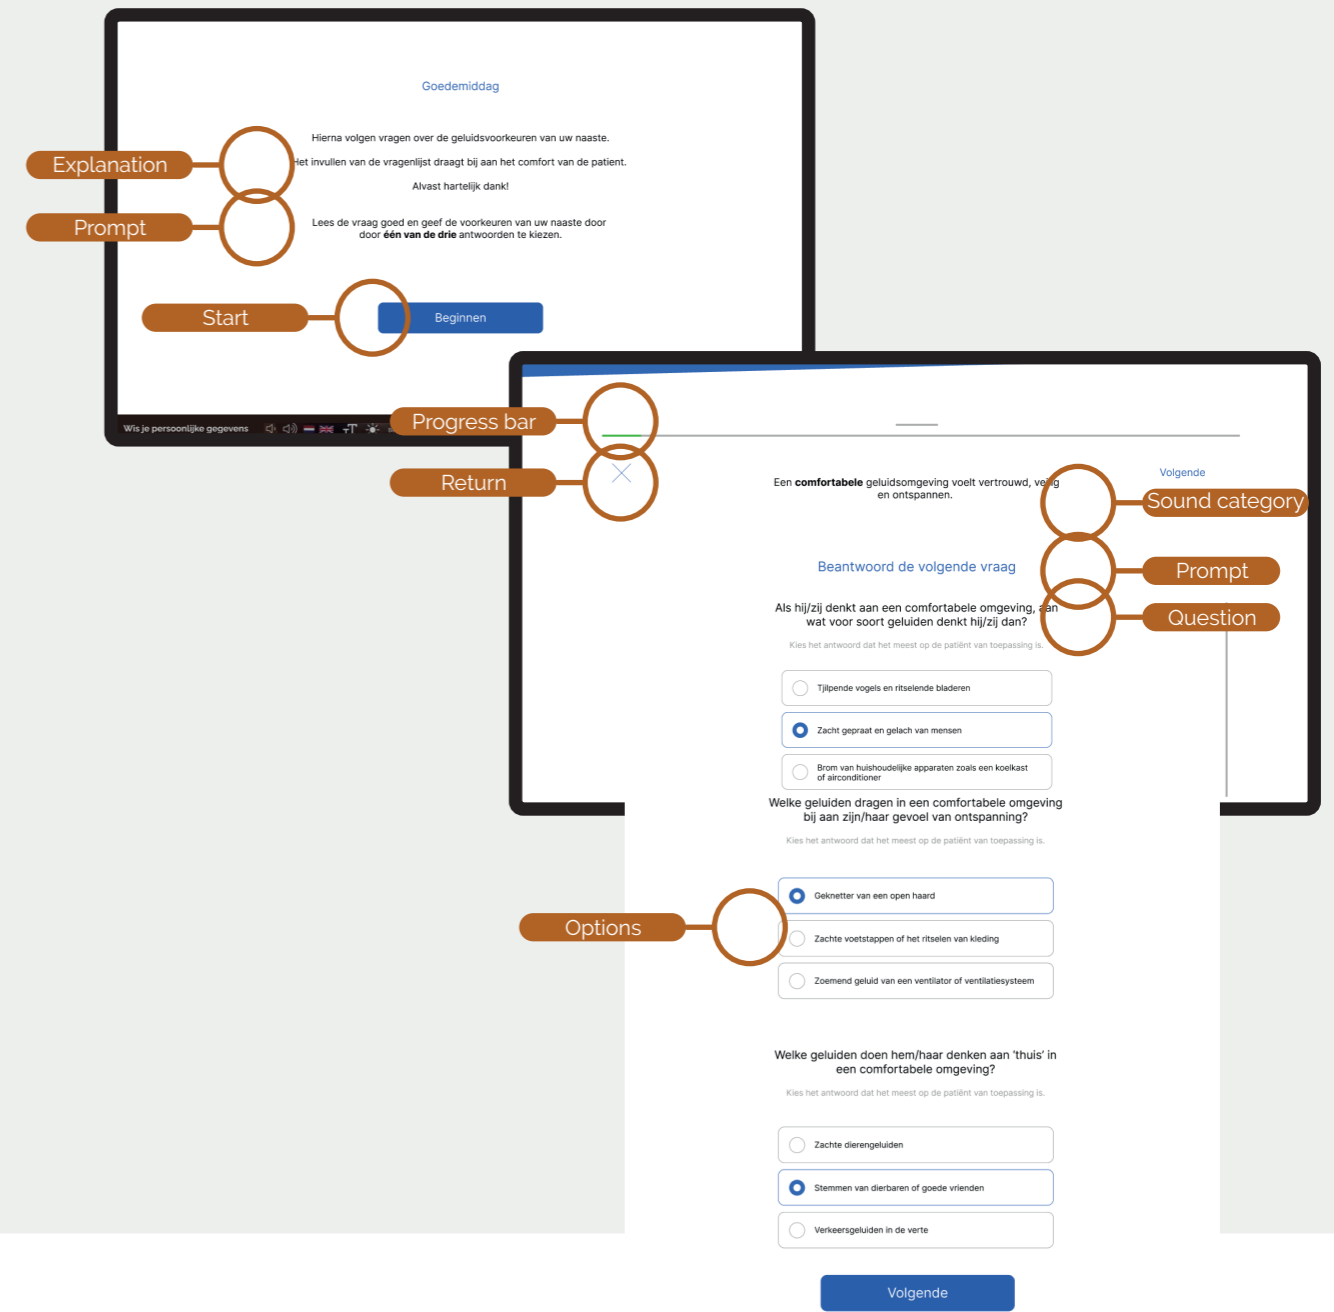 Goedemiddag
Hierna volgen vragen over de geluidsvoorkeuren van uw naaste.
Explanation
Het invullen van de vragenlijst draagt bij aan het comfort van de patient.
Alvast hartelijk dank!
Prompt
Lees de vraag goed en geef de voorkeuren van uw naaste door
door één van de drie antwoorden te kiezen.
Start
Beginnen
Wis je persoonlijke gegevens
Progress bar
Return
Een comfortabele geluidsomgeving voelt vertrouwd, veilig
en ontspannen.
Volgende
Sound category
Beantwoord de volgende vraag
Prompt
Als hij/zij denkt aan een comfortabele omgeving, aan
wat voor soort geluiden denkt hij/zij dan?
Question
Kies het antwoord dat het meest op de patiënt van toepassing is.
Tjilpende vogels en ritselende bladeren
Zacht gepraat en gelach van mensen
Brom van huishoudelijke apparaten zoals een koelkast
of airconditioner
Welke geluiden dragen in een comfortabele omgeving
bij aan zijn/haar gevoel van ontspanning?
Kies het antwoord dat het meest op de patiënt van toepassing is.
Geknetter van een open haard
Options
Zachte voetstappen of het ritselen van kleding
Zoemend geluid van een ventilator of ventilatiesysteem
Welke geluiden doen hem/haar denken aan 'thuis' in
een comfortabele omgeving?
Kies het antwoord dat het meest op de patiënt van toepassing is.
Zachte dierengeluiden
Stemmen van dierbaren of goede vrienden
Verkeersgeluiden in de verte
Volgende